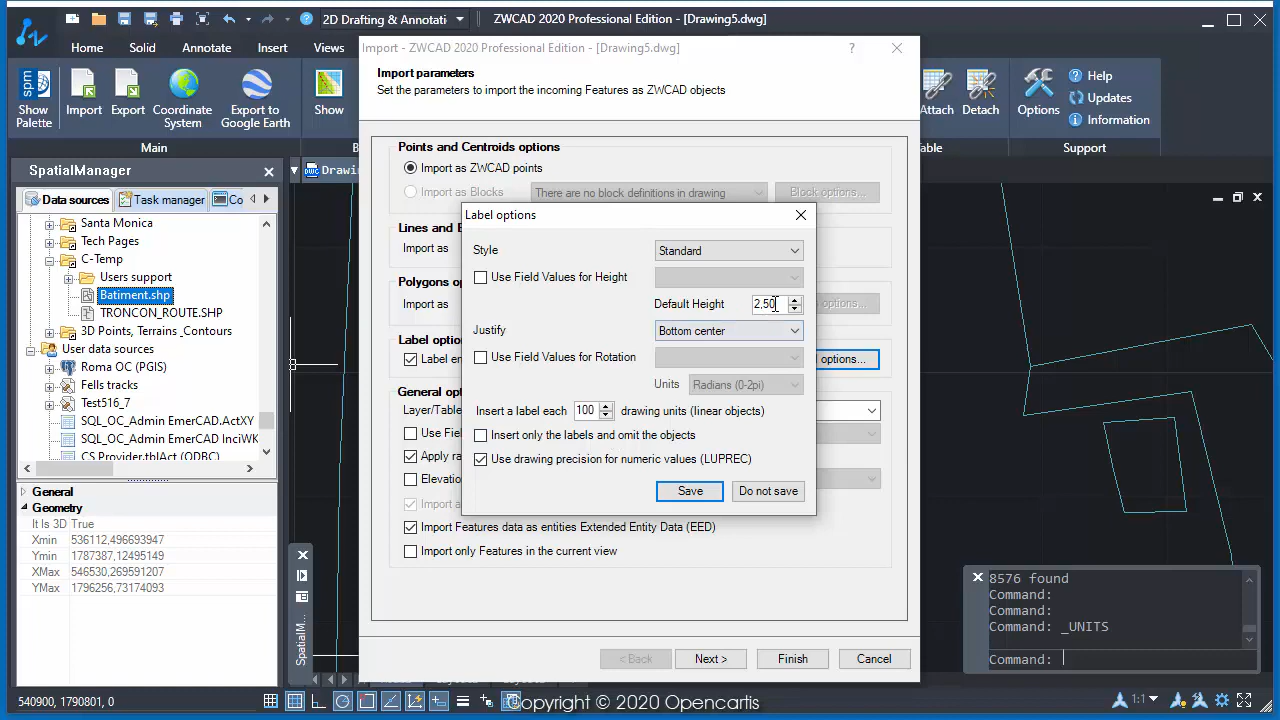 2D Drafting & Annotati
ZWCAD 2020 Professional Edition - [Drawing5.dwg]
Home
Solid
Annotate
Insert
Views
spm
Show Palette
Import
Export
Coordinate System
Export to Google Earth
Show
Attach
Detach
Options
Help
Updates
Information
Main
Support
SpatialManager
Data sources
Task manager
Co
Santa Monica
Tech Pages
C-Temp
Users support
Batiment.shp
TRONCON_ROUTE.SHP
3D Points, Terrains _Contours
User data sources
Roma OC (PGIS)
Fells tracks
Test516_7
SQL_OC_Admin EmerCAD.ActXY
SQL_OC_Admin EmerCAD InciWK
CS Provider.tblAct (ODBC)
General
Geometry
It Is 3D True
Xmin 536112,496693947
Ymin 1787387,12495149
XMax 546530,269591207
YMax 1796256,73174093
Import - ZWCAD 2020 Professional Edition - [Drawing5.dwg]
Import parameters
Set the parameters to import the incoming Features as ZWCAD objects
Points and Centroids options
Import as ZWCAD points
Import as Blocks
There are no block definitions in drawing
Block options...
Lines and
Import as
Polygons o
Import as
options...
Label optio
Label en
options...
General opt
Layer/Table
Use Fiel
Apply ra
Elevatio
Import a
Import Features data as entities Extended Entity Data (EED)
Import only Features in the current view
< Back
Next >
Finish
Cancel
Label options
Style
Standard
Use Field Values for Height
Default Height
2.50
Justify
Bottom center
Use Field Values for Rotation
Units
Radians (0-2pi)
Insert a label each 100 drawing units (linear objects)
Insert only the labels and omit the objects
Use drawing precision for numeric values (LUPREC)
Save
Do not save
8576 found
Command:
Command:
Command: _UNITS
Command:
SpatialM...
540900, 1790801, 0
Copyright © 2020 Opencartis
1:1